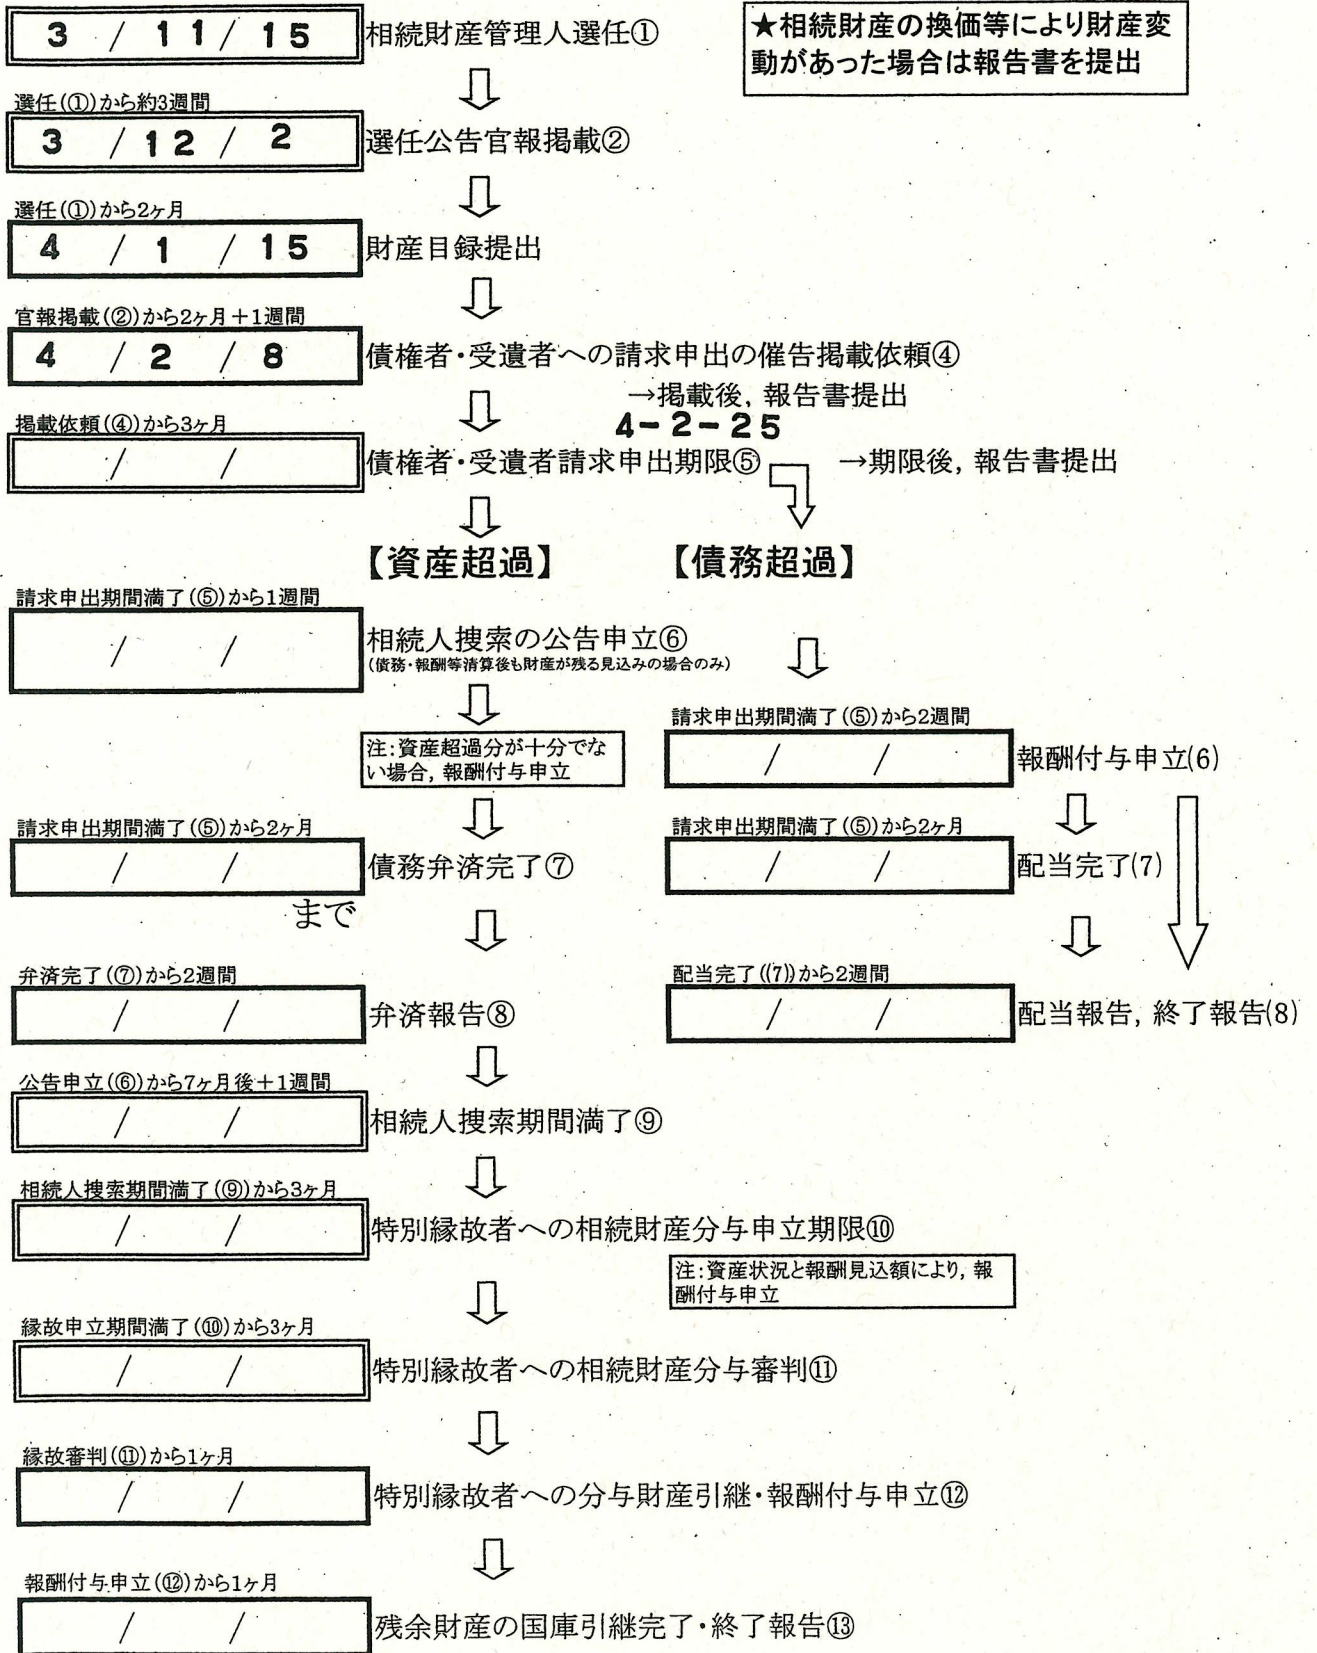 3 / 11 / 15 相続財産管理人選任①
★相続財産の換価等により財産変
動があった場合は報告書を提出
選任(①)から約3週間
3 / 12 / 2 選任公告官報掲載②
選任(①)から2ヶ月
4 / 1 / 15 財産目録提出
官報掲載(②)から2ヶ月+1週間
4 / 2 / 8 債権者・受遺者への請求申出の催告掲載依頼④
→掲載後, 報告書提出
4-2-25
掲載依頼(④)から3ヶ月
/ / 債権者・受遺者請求申出期限⑤ →期限後, 報告書提出
【資産超過】 【債務超過】
請求申出期間満了(⑤)から1週間
/ / 相続人捜索の公告申立⑥
(債務・報酬等清算後も財産が残る見込みの場合のみ)
注:資産超過分が十分でな
い場合, 報酬付与申立
請求申出期間満了(⑤)から2週間
/ / 報酬付与申立(6)
請求申出期間満了(⑤)から2ヶ月
/ / 債務弁済完了⑦
まで
請求申出期間満了(⑤)から2ヶ月
/ / 配当完了(7)
弁済完了(⑦)から2週間
/ / 弁済報告⑧
配当完了((7))から2週間
/ / 配当報告, 終了報告(8)
公告申立(⑥)から7ヶ月後+1週間
/ / 相続人捜索期間満了⑨
相続人捜索期間満了(⑨)から3ヶ月
/ / 特別縁故者への相続財産分与申立期限⑩
注:資産状況と報酬見込額により, 報
酬付与申立
縁故申立期間満了(⑩)から3ヶ月
/ / 特別縁故者への相続財産分与審判⑪
縁故審判(⑪)から1ヶ月
/ / 特別縁故者への分与財産引継・報酬付与申立⑫
報酬付与申立(⑫)から1ヶ月
/ / 残余財産の国庫引継完了・終了報告⑬